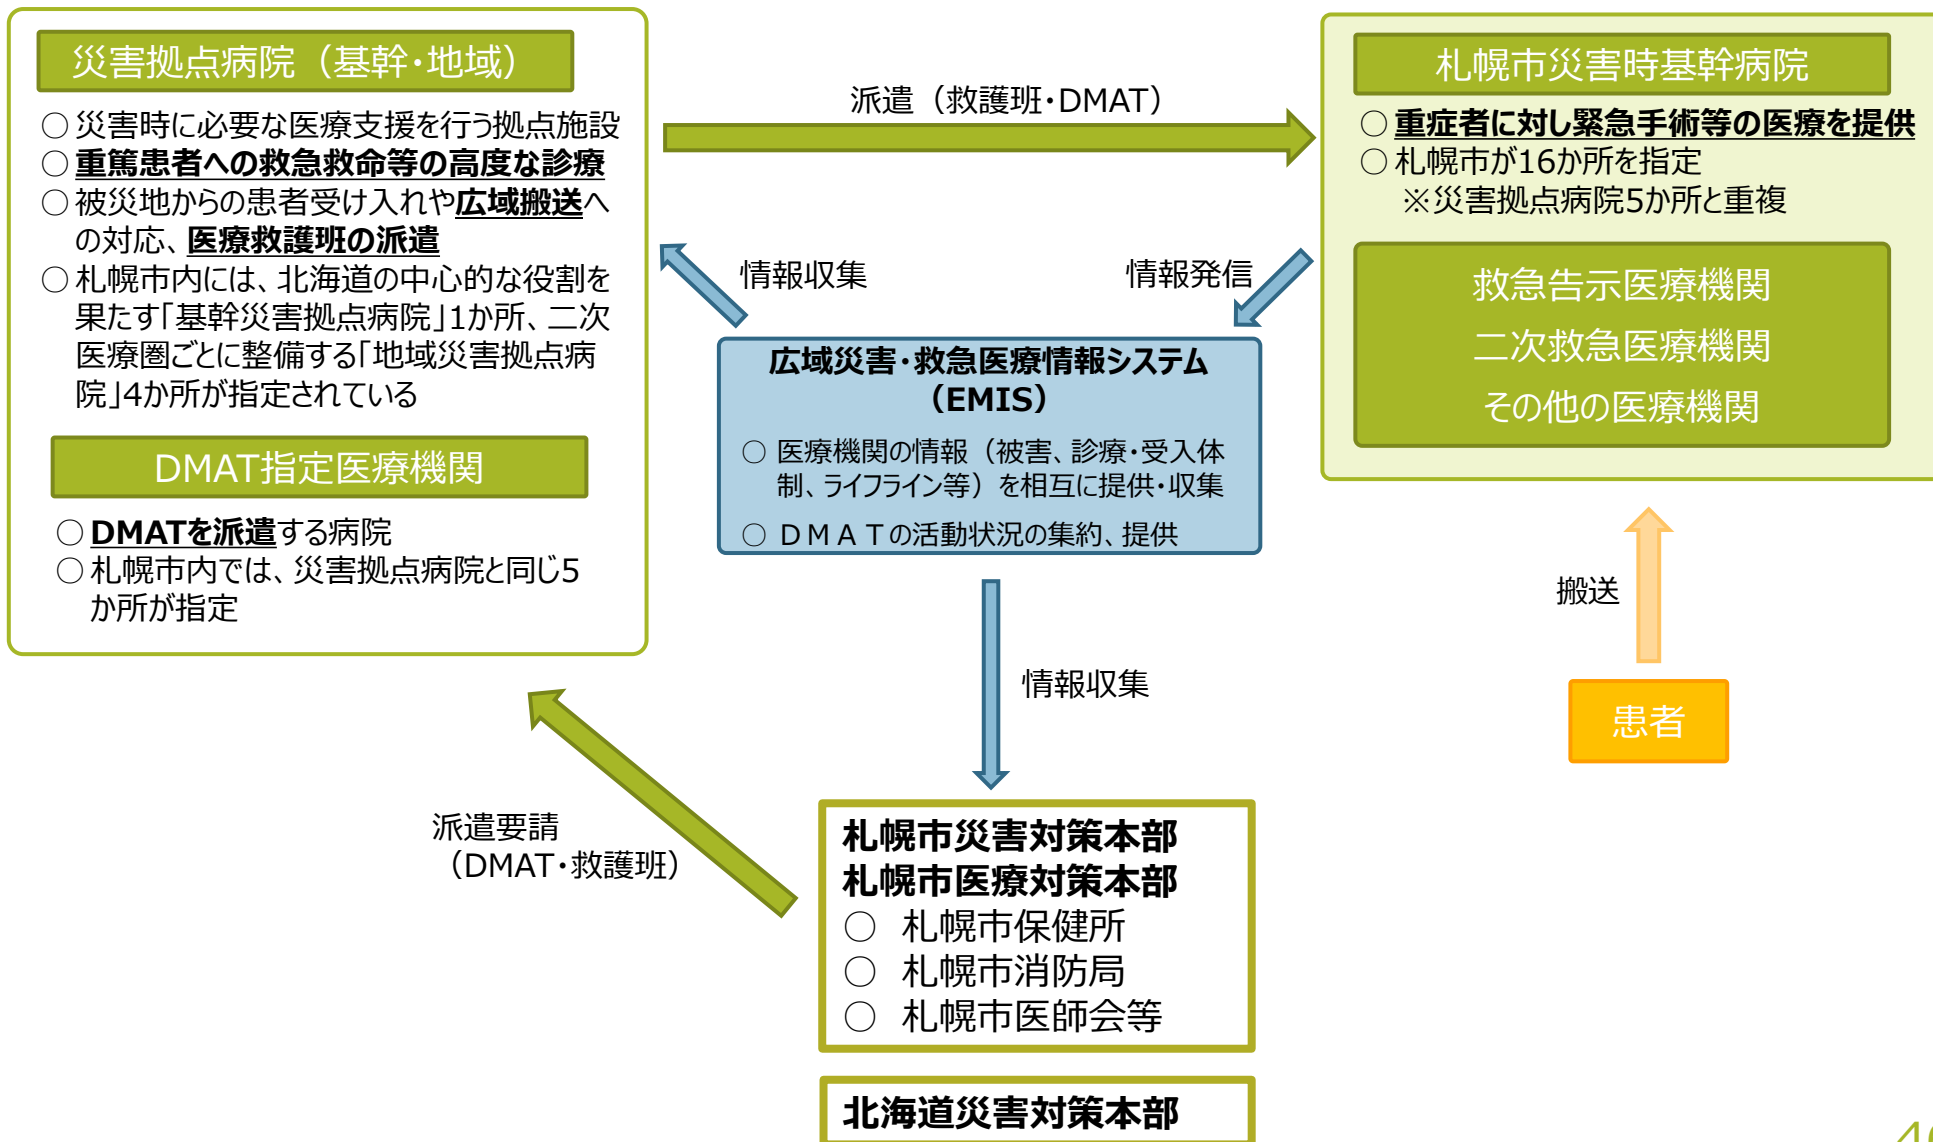 災害拠点病院（基幹・地域）
○ 災害時に必要な医療支援を行う拠点施設
○ 重篤患者への救急救命等の高度な診療
○ 被災地からの患者受け入れや広域搬送へ
の対応、医療救護班の派遣
○ 札幌市内には、北海道の中心的な役割を
果たす「基幹災害拠点病院」1か所、二次
医療圏ごとに整備する「地域災害拠点病
院」4か所が指定されている
DMAT指定医療機関
○ DMATを派遣する病院
○ 札幌市内では、災害拠点病院と同じ5
か所が指定
派遣（救護班・DMAT）
札幌市災害時基幹病院
○ 重症者に対し緊急手術等の医療を提供
○ 札幌市が16か所を指定
※災害拠点病院5か所と重複
救急告示医療機関
二次救急医療機関
その他の医療機関
情報収集
情報発信
広域災害・救急医療情報システム
（EMIS）
○ 医療機関の情報（被害、診療・受入体
制、ライフライン等）を相互に提供・収集
○ ＤＭＡＴの活動状況の集約、提供
搬送
患者
情報収集
派遣要請
（DMAT・救護班）
札幌市災害対策本部
札幌市医療対策本部
○ 札幌市保健所
○ 札幌市消防局
○ 札幌市医師会等
北海道災害対策本部